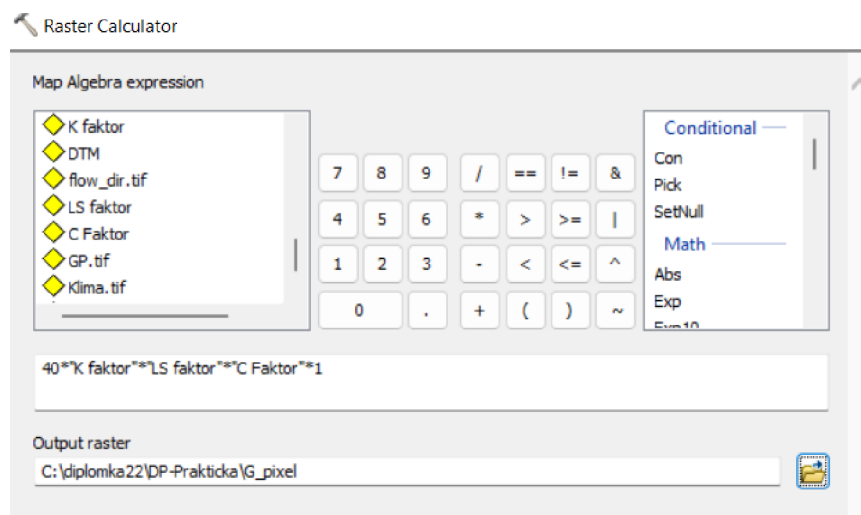 Raster Calculator
Map Algebra expression
K faktor
DTM
flow_dir.tif
LS faktor
C Faktor
GP.tif
Klima.tif
7 8 9 / == != &
4 5 6 * > >= |
1 2 3 - < <= ^
0 . + ( ) ~
Conditional
Con
Pick
SetNull
Math
Abs
Exp
Exp10
40*"K faktor"*"LS faktor"*"C Faktor"*1
Output raster
C:\diplomka22\DP-Prakticka\G_pixel